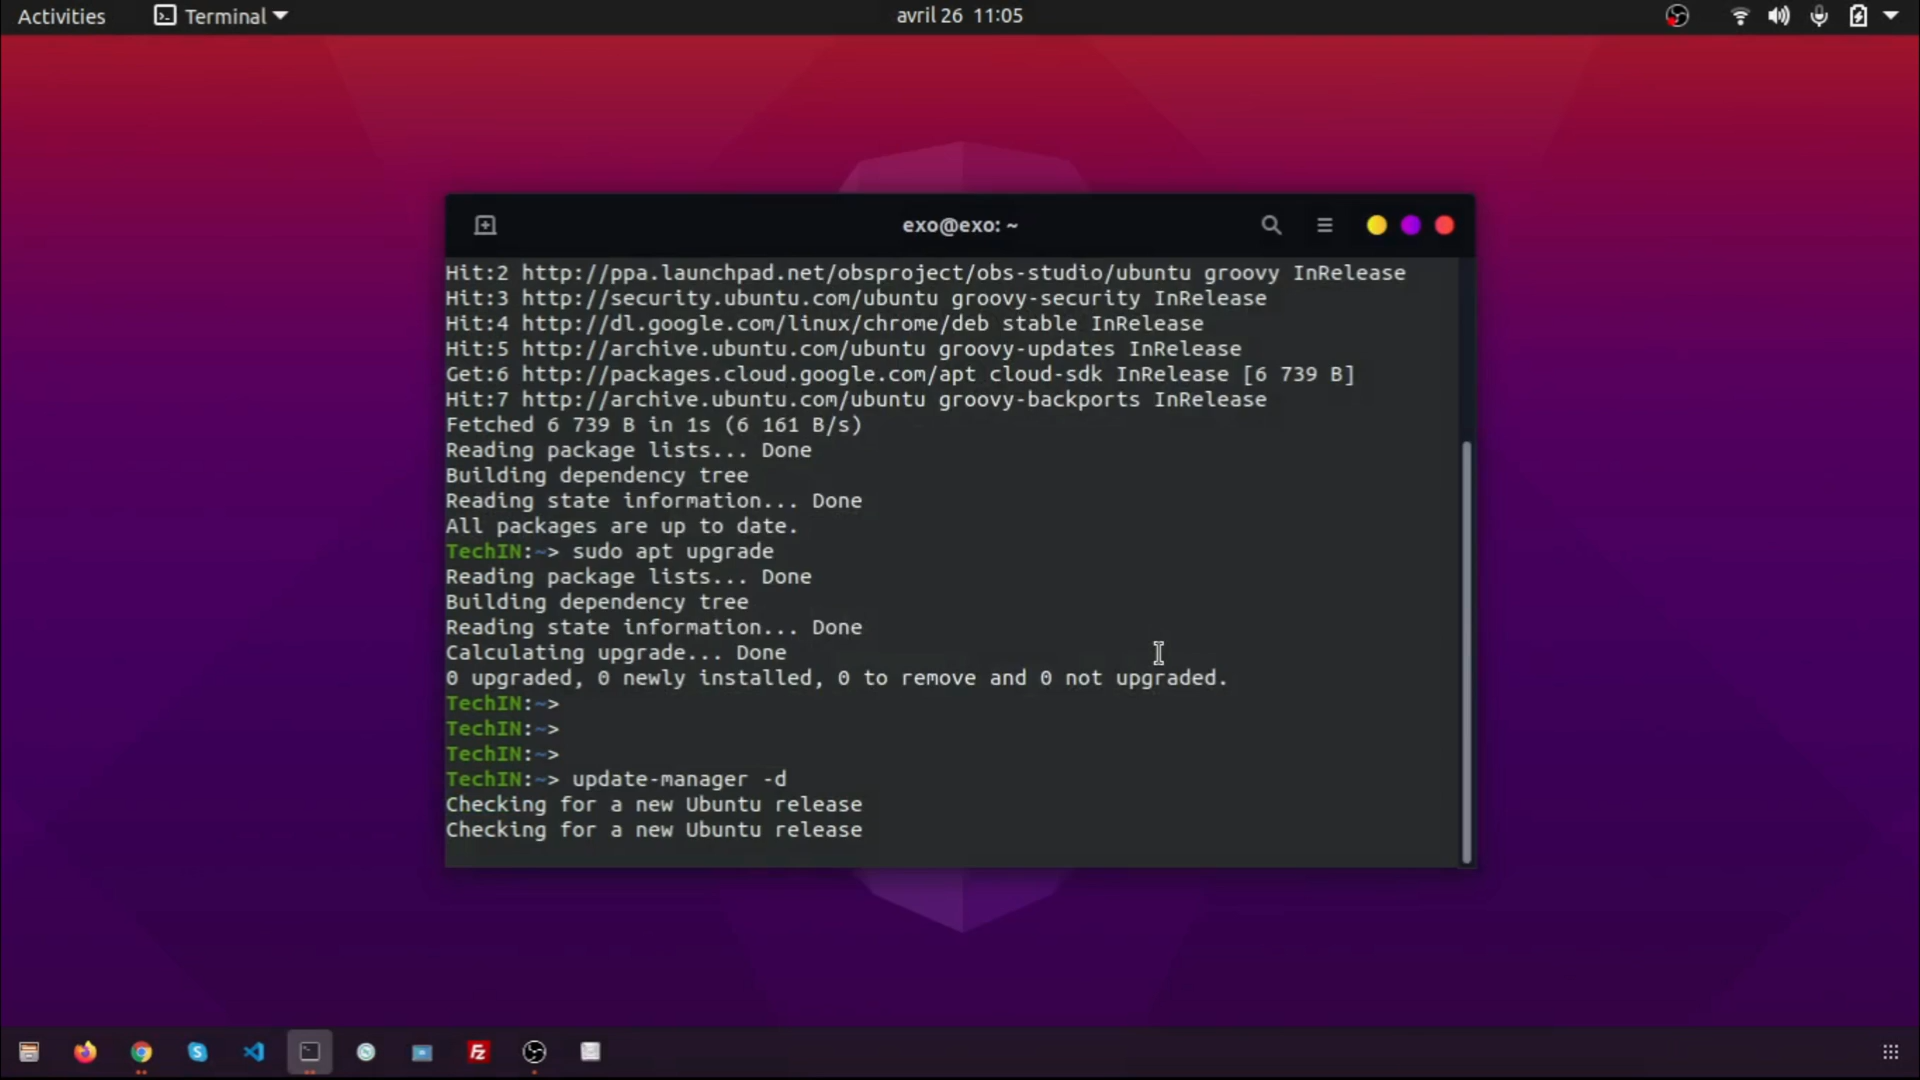 Activities Terminal avril 26 11:05
exo@exo: ~
Hit:2 http://ppa.launchpad.net/obsproject/obs-studio/ubuntu groovy InRelease
Hit:3 http://security.ubuntu.com/ubuntu groovy-security InRelease
Hit:4 http://dl.google.com/linux/chrome/deb stable InRelease
Hit:5 http://archive.ubuntu.com/ubuntu groovy-updates InRelease
Get:6 http://packages.cloud.google.com/apt cloud-sdk InRelease [6 739 B]
Hit:7 http://archive.ubuntu.com/ubuntu groovy-backports InRelease
Fetched 6 739 B in 1s (6 161 B/s)
Reading package lists... Done
Building dependency tree
Reading state information... Done
All packages are up to date.
TechIN:~> sudo apt upgrade
Reading package lists... Done
Building dependency tree
Reading state information... Done
Calculating upgrade... Done
0 upgraded, 0 newly installed, 0 to remove and 0 not upgraded.
TechIN:~>
TechIN:~>
TechIN:~>
TechIN:~> update-manager -d
Checking for a new Ubuntu release
Checking for a new Ubuntu release
S
Fz